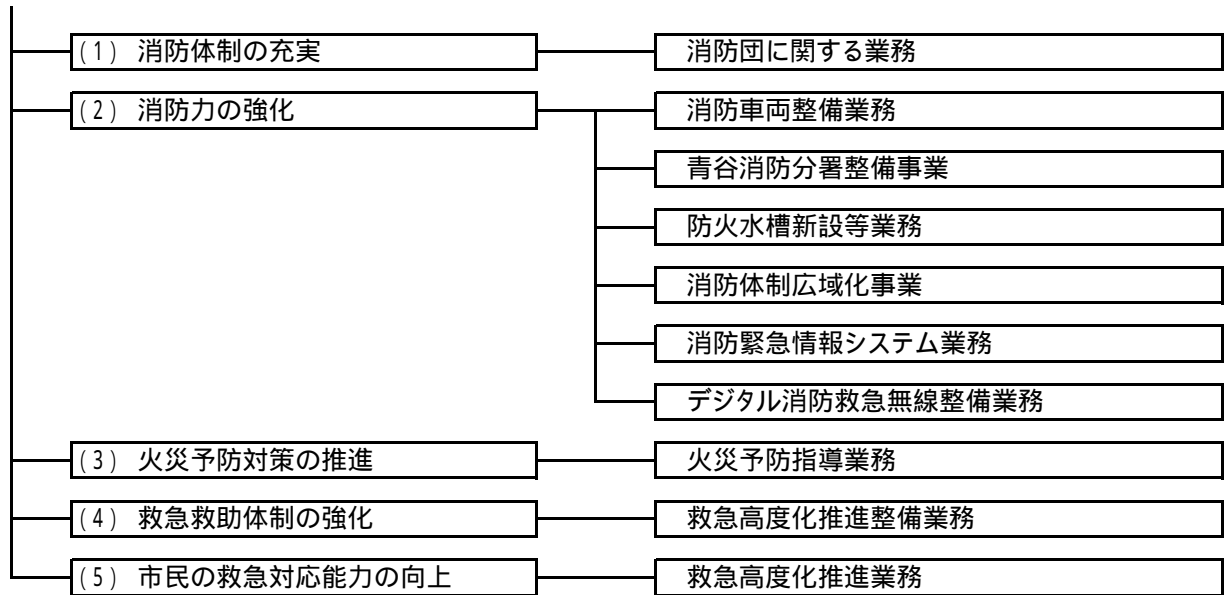 (1) 消防体制の充実
消防団に関する業務
(2) 消防力の強化
消防車両整備業務
青谷消防分署整備事業
防火水槽新設等業務
消防体制広域化事業
消防緊急情報システム業務
デジタル消防救急無線整備業務
(3) 火災予防対策の推進
火災予防指導業務
(4) 救急救助体制の強化
救急高度化推進整備業務
(5) 市民の救急対応能力の向上
救急高度化推進業務